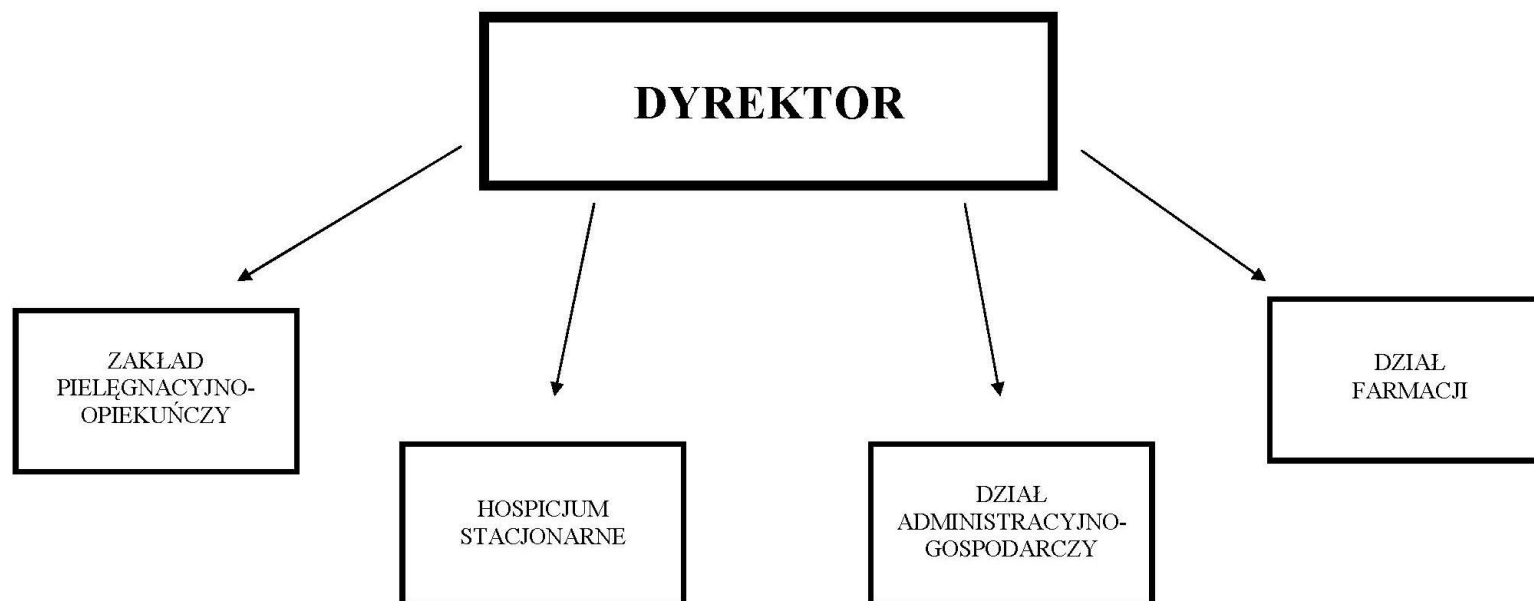 DYREKTOR
ZAKŁAD
PIELĘGNACYJNO-
OPIEKUŃCZY
HOSPICJUM
STACJONARNE
DZIAŁ
ADMINISTRACYJNO-
GOSPODARCZY
DZIAŁ
FARMACJI